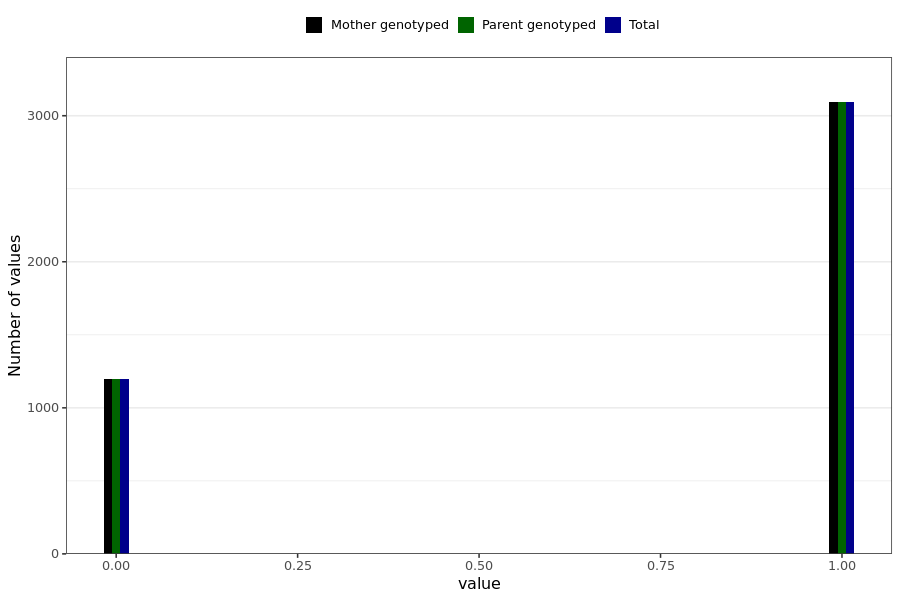 Mother genotyped Parent genotyped Total
3000
2000
1000
0
Number of values
0.00 0.25 0.50 0.75 1.00
value